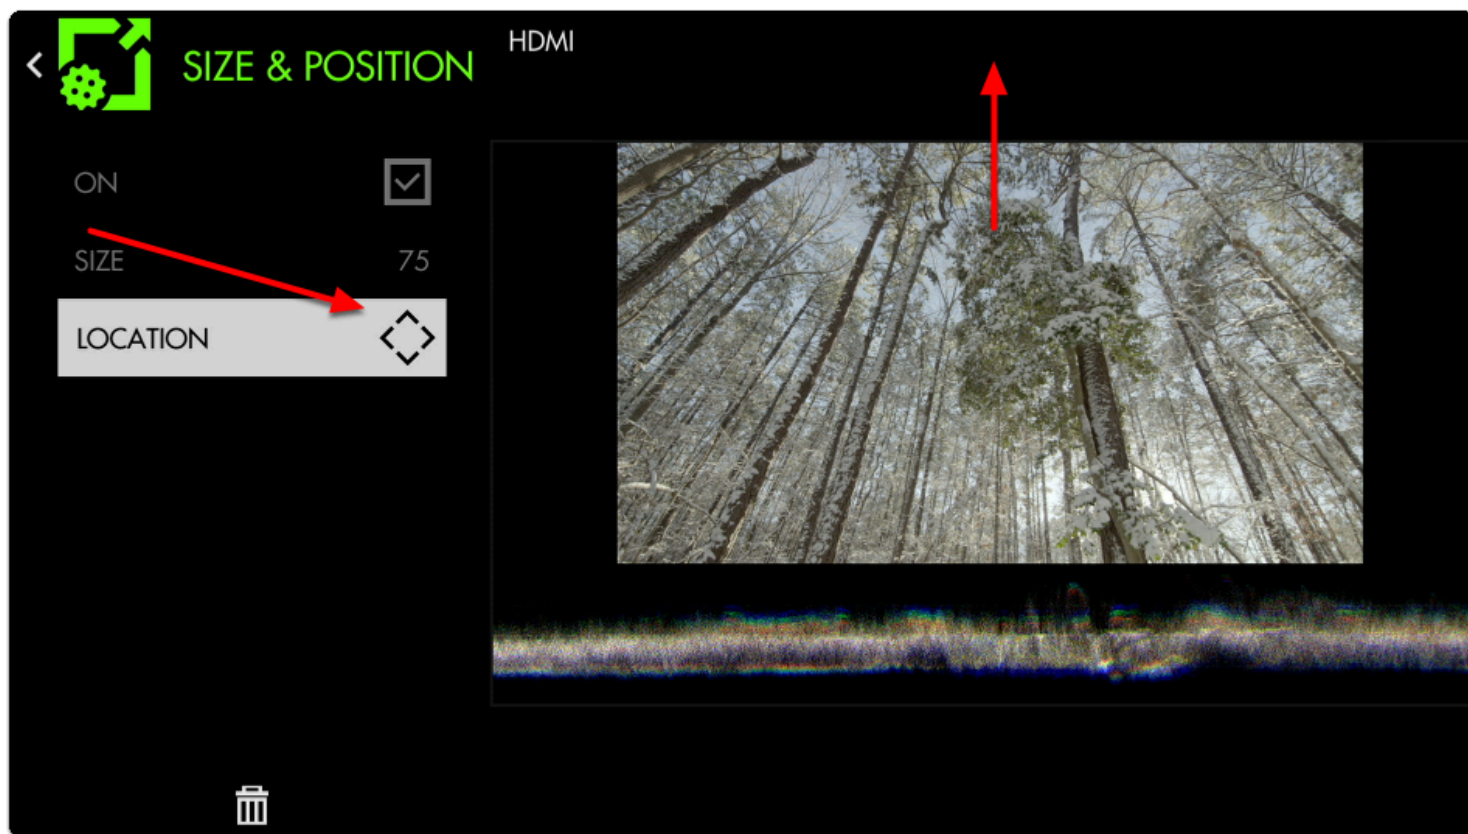 SIZE & POSITION
HDMI
ON
SIZE 75
LOCATION